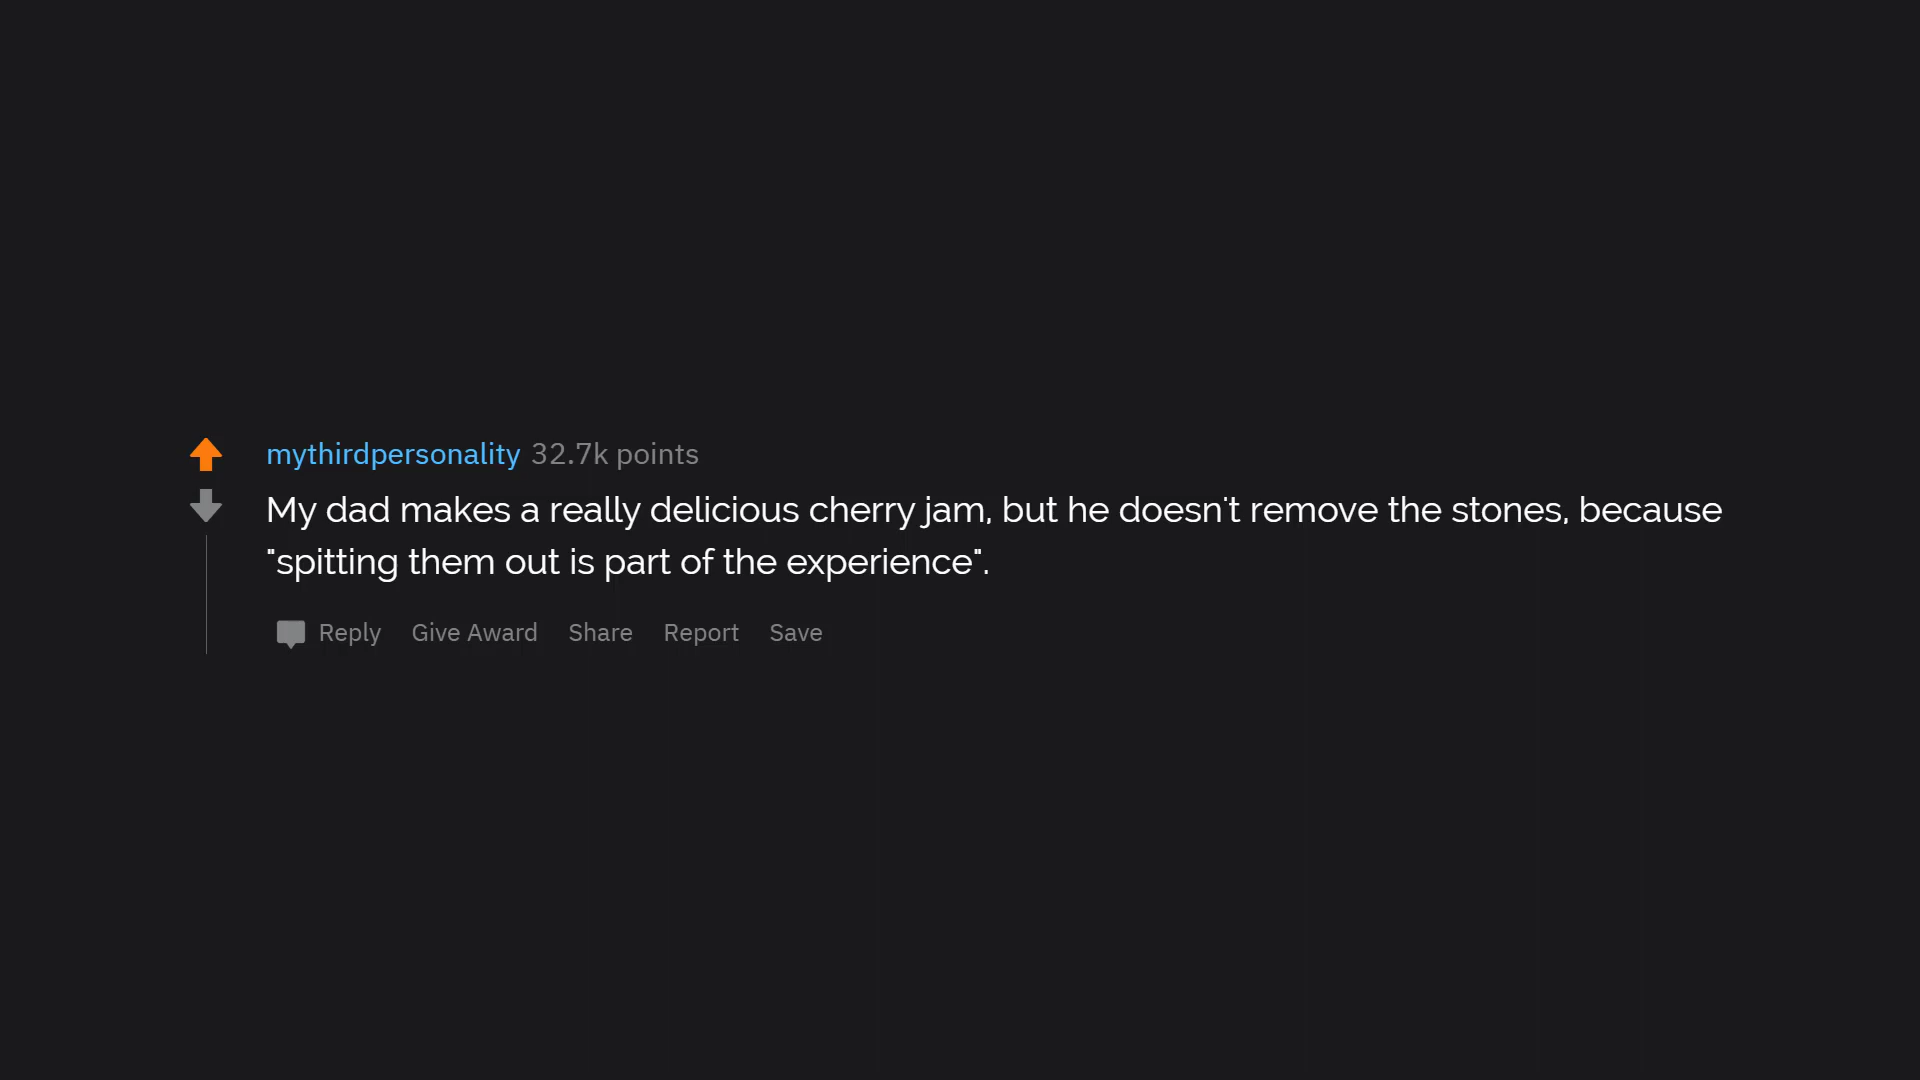 mythirdpersonality 32.7k points
My dad makes a really delicious cherry jam, but he doesn't remove the stones, because
"spitting them out is part of the experience".
Reply Give Award Share Report Save